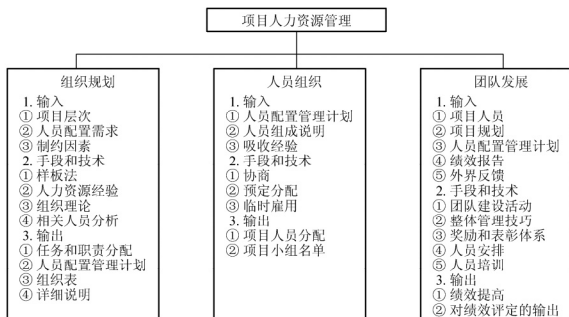 项目人力资源管理
组织规划
1. 输入
① 项目层次
② 人员配置需求
③ 制约因素
2. 手段和技术
① 样板法
② 人力资源经验
③ 组织理论
④ 相关人员分析
3. 输出
① 任务和职责分配
② 人员配置管理计划
③ 组织表
④ 详细说明
人员组织
1. 输入
① 人员配置管理计划
② 人员组成说明
③ 吸收经验
2. 手段和技术
① 协商
② 预定分配
③ 临时雇用
3. 输出
① 项目人员分配
② 项目小组名单
团队发展
1. 输入
① 项目人员
② 项目规划
③ 人员配置管理计划
④ 绩效报告
⑤ 外界反馈
2. 手段和技术
① 团队建设活动
② 整体管理技巧
③ 奖励和表彰体系
④ 人员安排
⑤ 人员培训
3. 输出
① 绩效提高
② 对绩效评定的输出